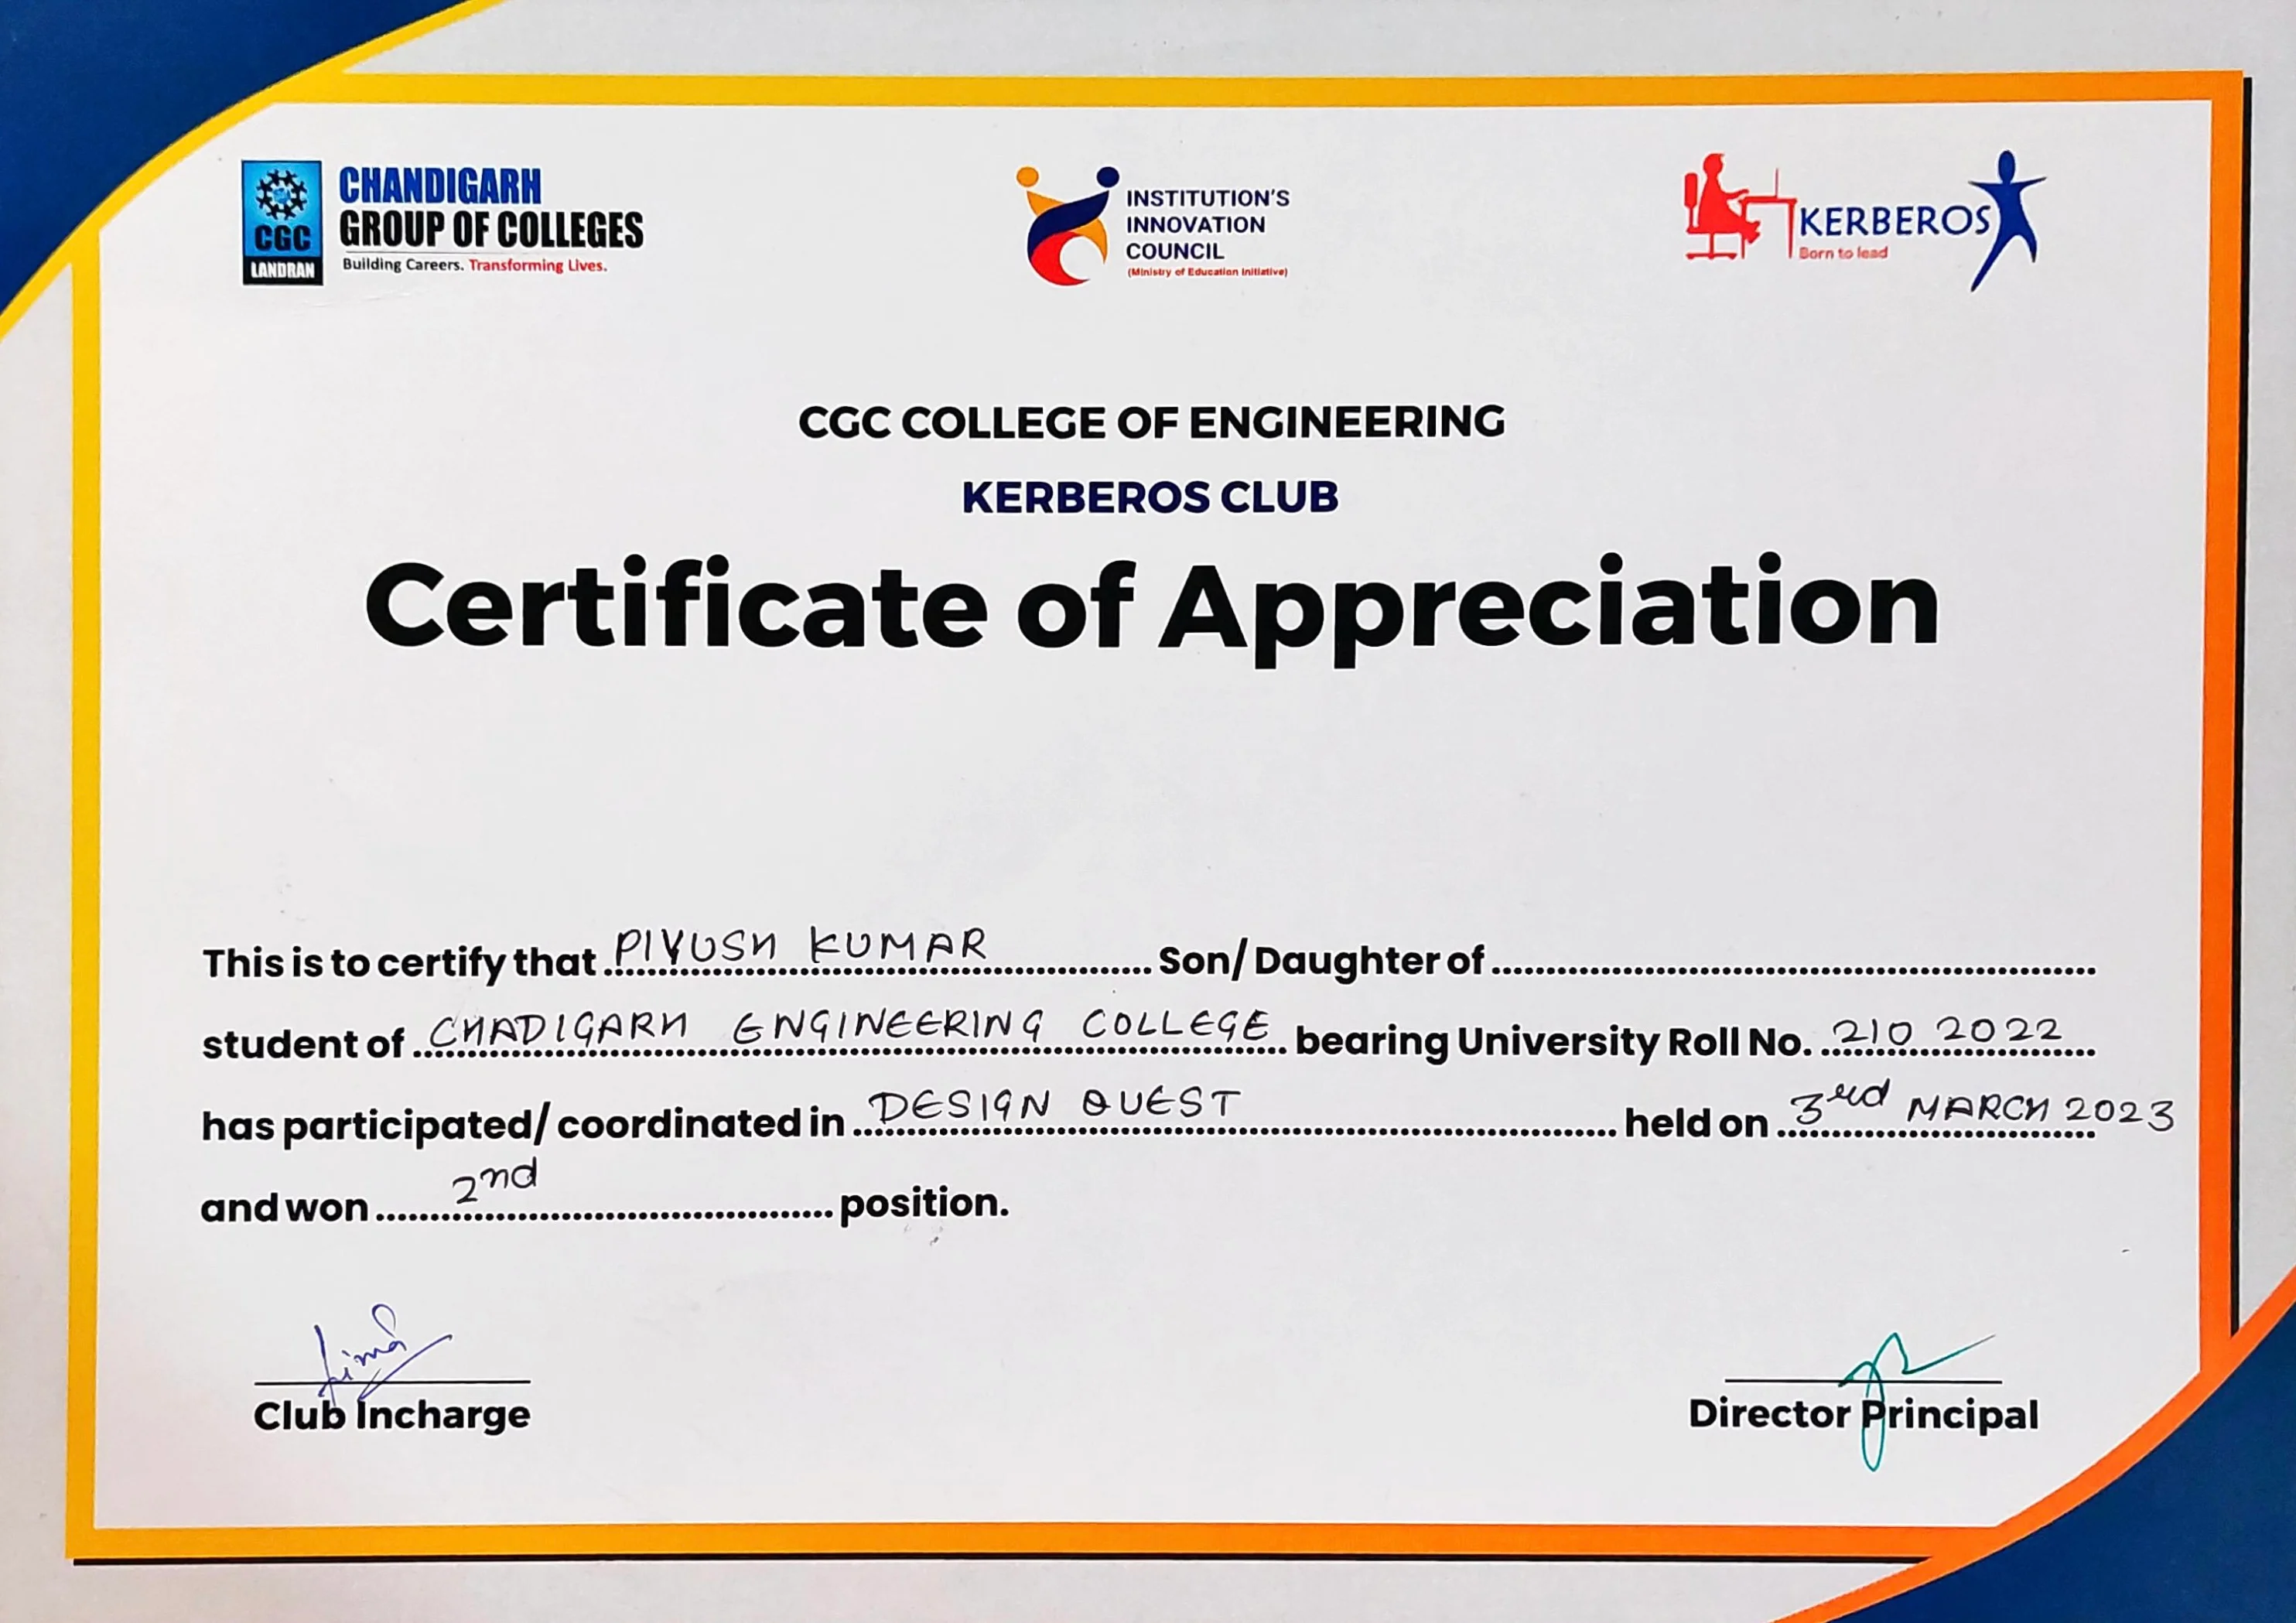 CGC
LANDRAN
CHANDIGARH
GROUP OF COLLEGES
Building Careers. Transforming Lives.
INSTITUTION'S
INNOVATION
COUNCIL
(Ministry of Education Initiative)
KERBEROS
Born to lead
CGC COLLEGE OF ENGINEERING
KERBEROS CLUB
Certificate of Appreciation
This is to certify that PIYUSH KUMAR Son/ Daughter of
student of CHADIGARH ENGINEERING COLLEGE bearing University Roll No. 210 2022
has participated/ coordinated in DESIGN QUEST held on 3rd MARCH 2023
and won 2nd position.
Club Incharge
Director Principal